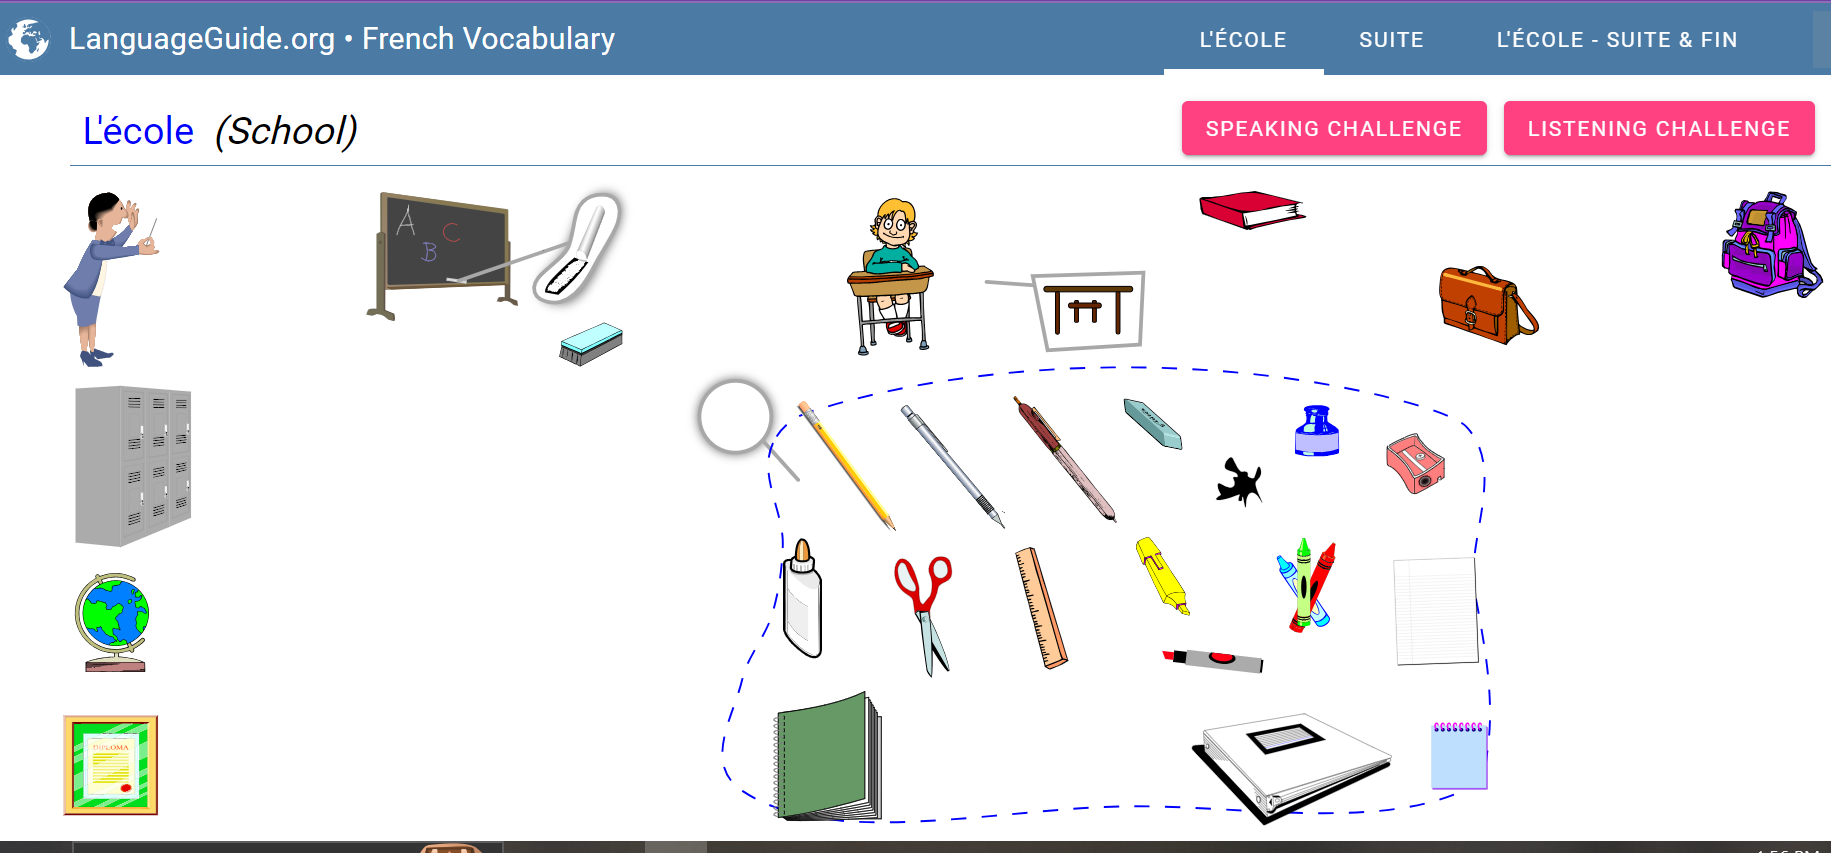 LanguageGuide.org • French Vocabulary
L'ÉCOLE
SUITE
L'ÉCOLE - SUITE & FIN
L'école (School)
SPEAKING CHALLENGE
LISTENING CHALLENGE
A
C
B
DIPLOMA